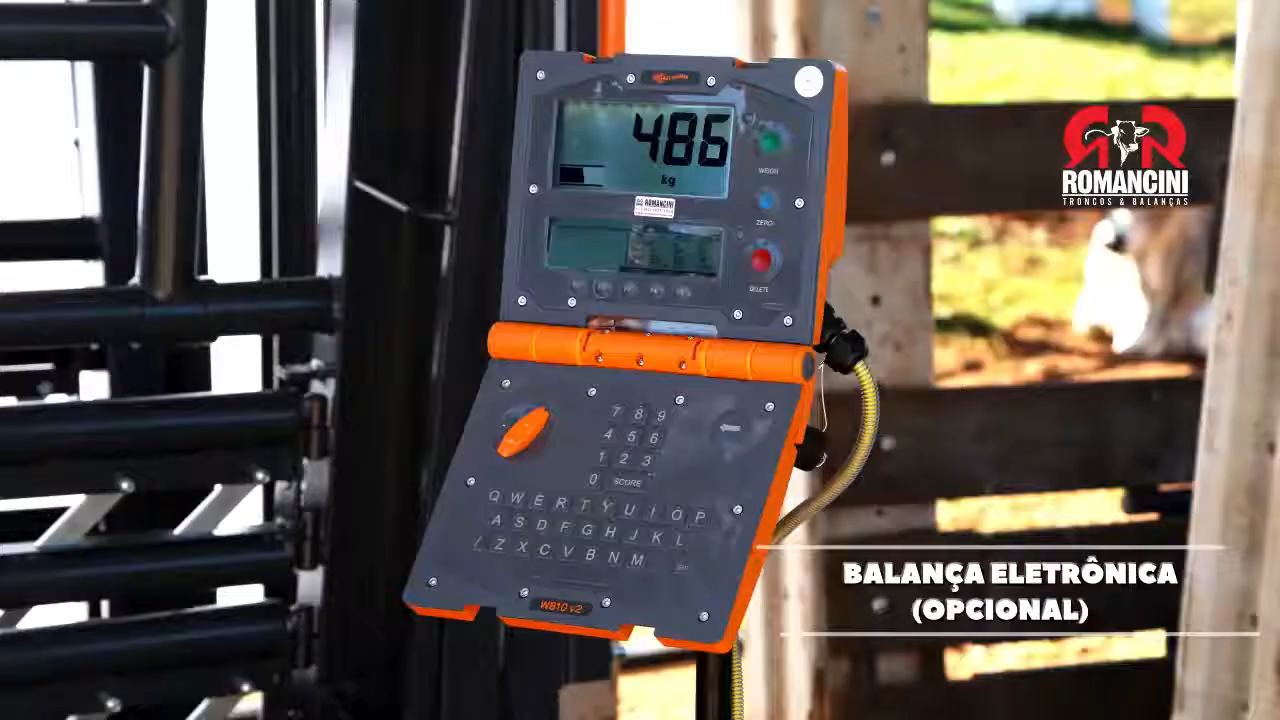 486
kg
WEIGH
ZERO
DELETE
ROMANCINI
ROMANCINI
TRONCOS & BALANÇAS
7 8 9
4 5 6
1 2 3
0 SCORE
Q W E R T Y U I O P
A S D F G H J K L
/ Z X C V B N M
W810 v2
BALANÇA ELETRÔNICA
(OPCIONAL)